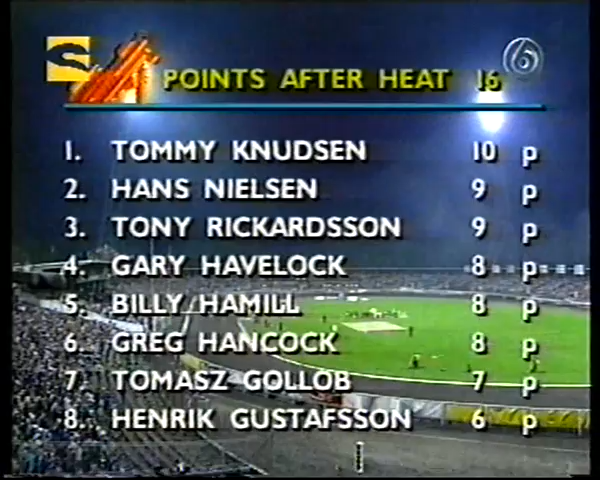 S
6
POINTS AFTER HEAT 16
1. TOMMY KNUDSEN 10 p
2. HANS NIELSEN 9 p
3. TONY RICKARDSSON 9 p
4. GARY HAVELOCK 8 p
5. BILLY HAMILL 8 p
6. GREG HANCOCK 8 p
7. TOMASZ GOLLOB 7 p
8. HENRIK GUSTAFSSON 6 p